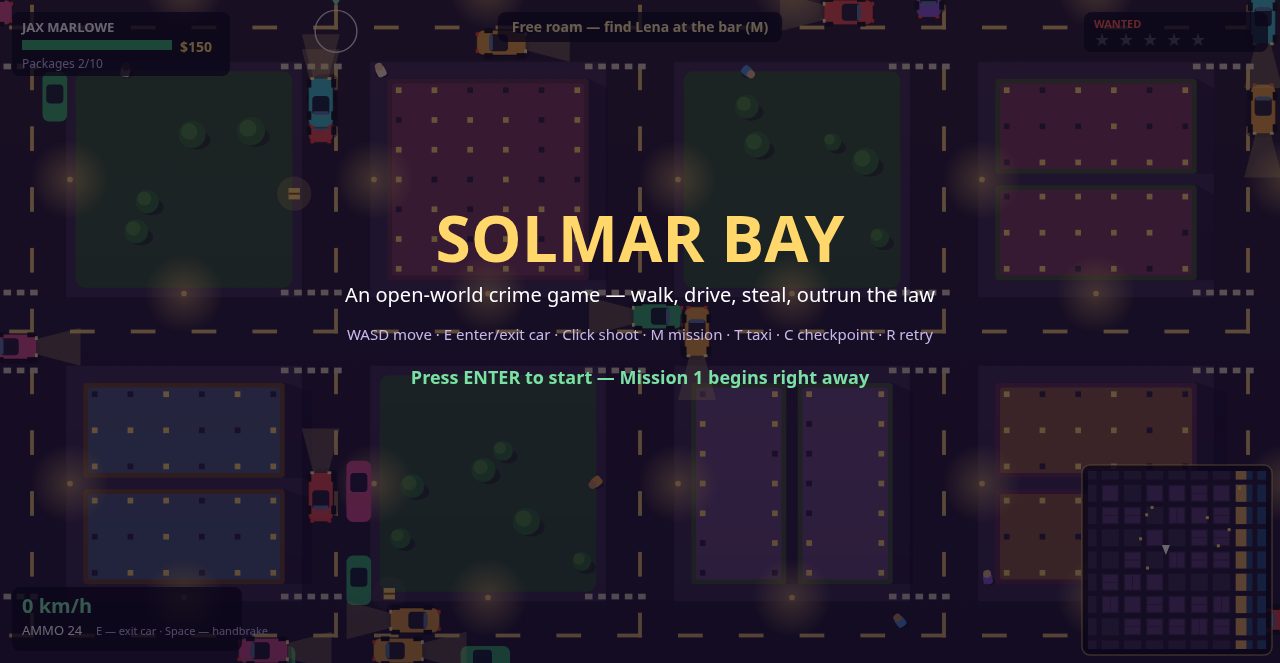 JAX MARLOWE
$150
Packages 2/10
Free roam — find Lena at the bar (M)
WANTED
★ ★ ★ ★ ★
SOLMAR BAY
An open-world crime game — walk, drive, steal, outrun the law
WASD move · E enter/exit car · Click shoot · M mission · T taxi · C checkpoint · R retry
Press ENTER to start — Mission 1 begins right away
0 km/h
AMMO 24 E — exit car · Space — handbrake